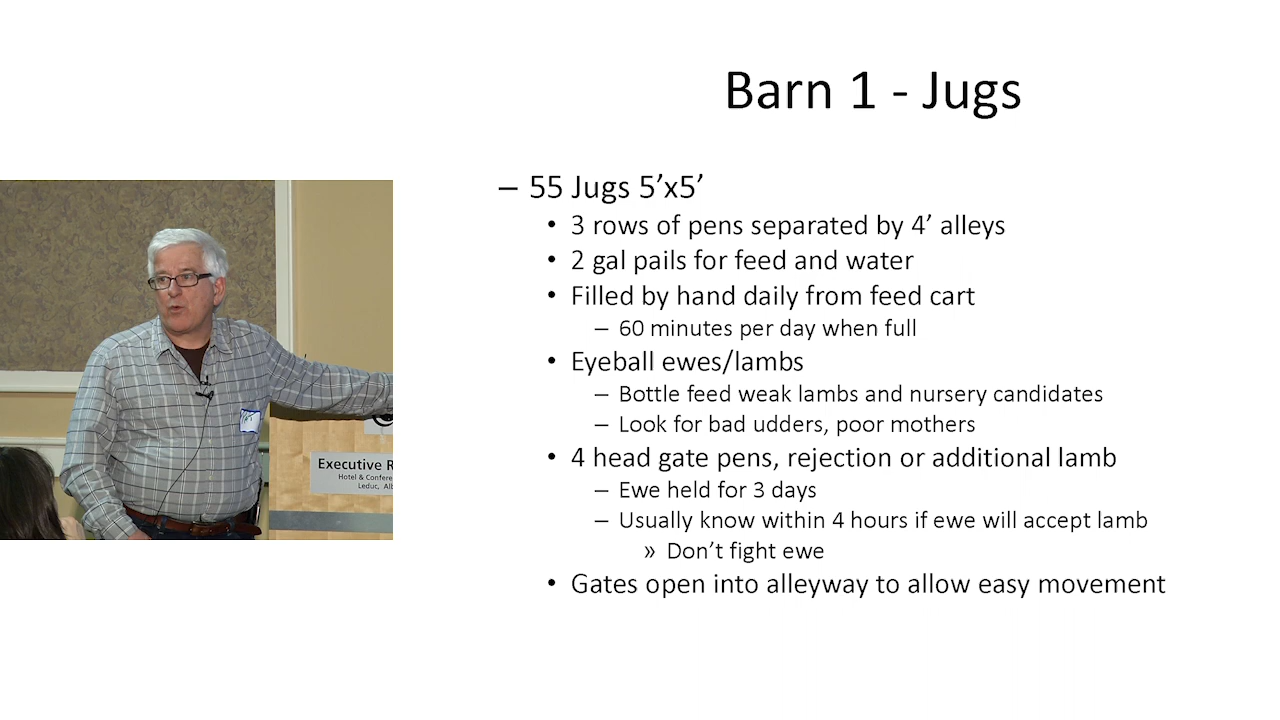 Barn 1 - Jugs
– 55 Jugs 5’x5’
• 3 rows of pens separated by 4’ alleys
• 2 gal pails for feed and water
• Filled by hand daily from feed cart
– 60 minutes per day when full
• Eyeball ewes/lambs
– Bottle feed weak lambs and nursery candidates
– Look for bad udders, poor mothers
• 4 head gate pens, rejection or additional lamb
– Ewe held for 3 days
– Usually know within 4 hours if ewe will accept lamb
» Don’t fight ewe
• Gates open into alleyway to allow easy movement
Executive R
Hotel & Confere
Leduc, Alb